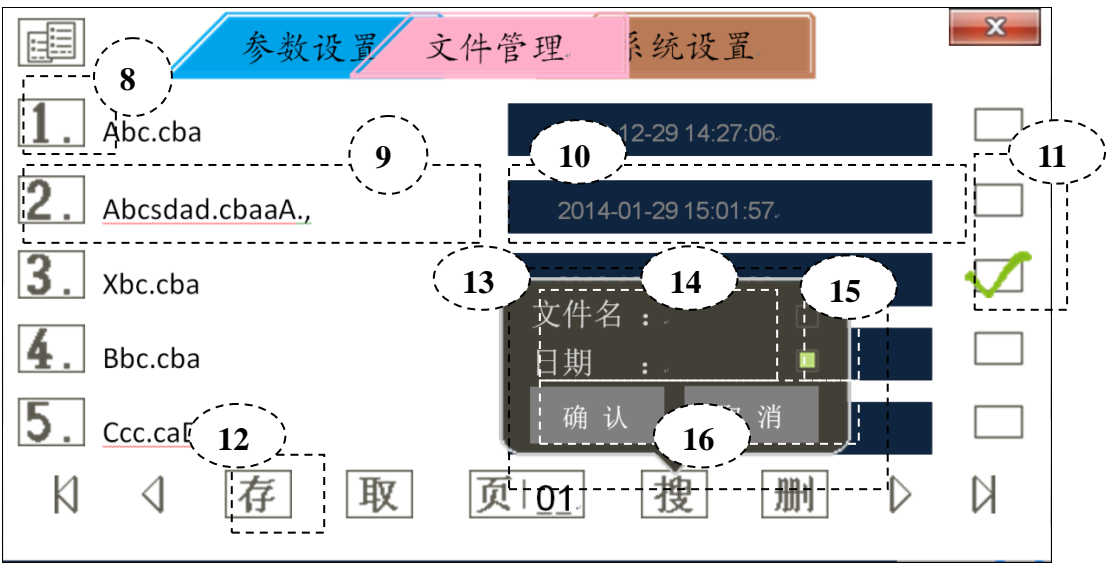 参数设置 文件管理 系统设置 X
8
1. Abc.cba 12-29 14:27:06
9 10 11
2. Abcsdad.cbaaA., 2014-01-29 15:01:57
13 14 15
3. Xbc.cba
文件名 :
4. Bbc.cba
日期 :
确 认 取 消
5. Ccc.ca
12 16
存 取 页 01 搜 删